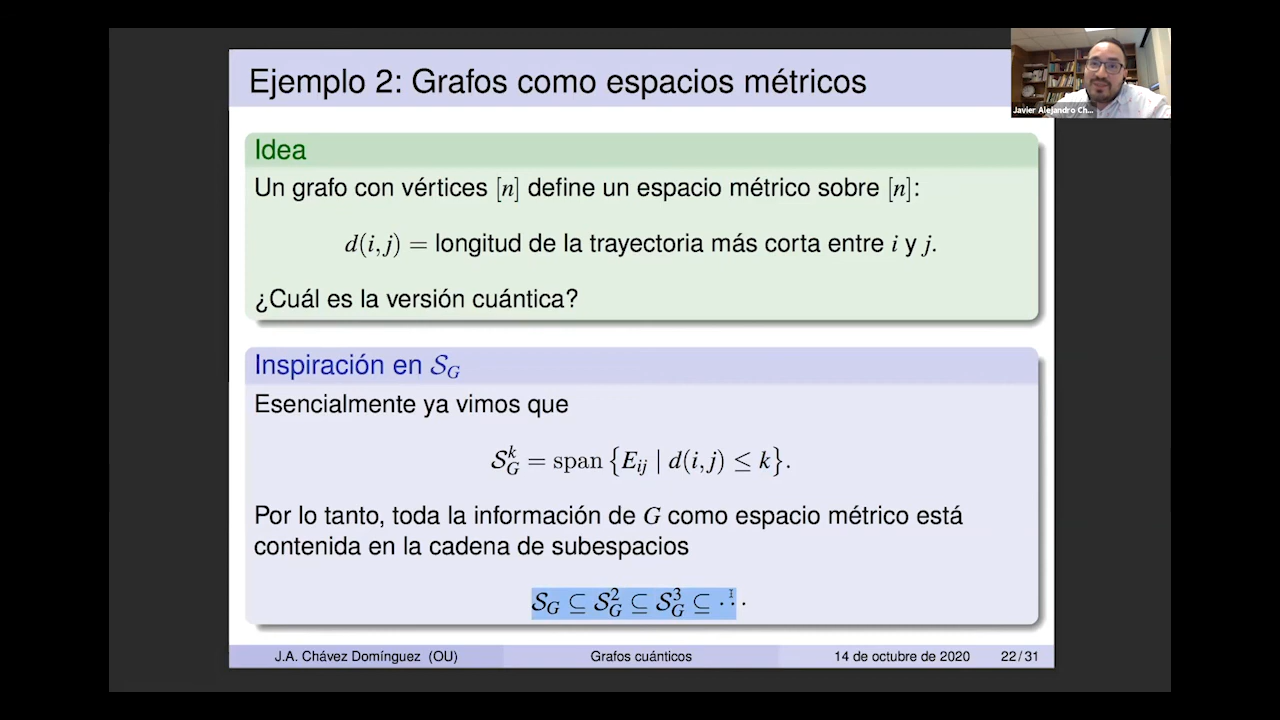 Ejemplo 2: Grafos como espacios métricos
Javier Alejandro Ch...
Idea
Un grafo con vértices [n] define un espacio métrico sobre [n]:
d(i, j) = longitud de la trayectoria más corta entre i y j.
¿Cuál es la versión cuántica?
Inspiración en S_G
Esencialmente ya vimos que
S_G^k = span {E_ij | d(i, j) ≤ k}.
Por lo tanto, toda la información de G como espacio métrico está
contenida en la cadena de subespacios
S_G ⊆ S_G^2 ⊆ S_G^3 ⊆ ···
J.A. Chávez Domínguez (OU) Grafos cuánticos 14 de octubre de 2020 22/31